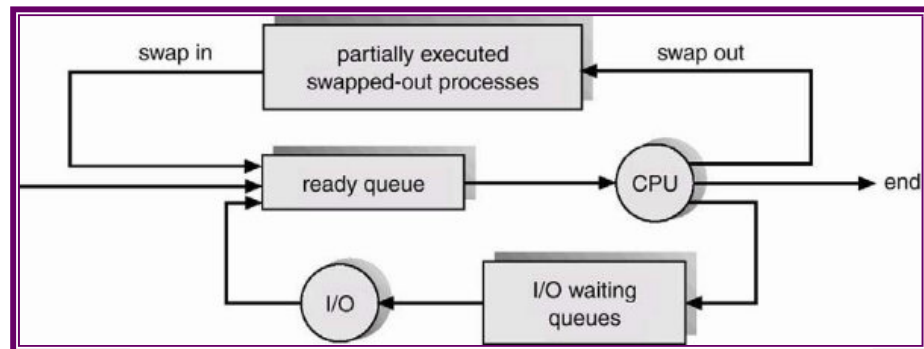 swap in
partially executed
swapped-out processes
swap out
ready queue
CPU
end
I/O
I/O waiting
queues